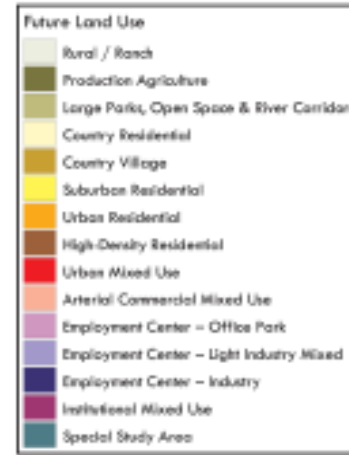 Future Land Use
Rural / Ranch
Production Agriculture
Large Parks, Open Space & River Corridor
Country Residential
Country Village
Suburban Residential
Urban Residential
High-Density Residential
Urban Mixed Use
Arterial Commercial Mixed Use
Employment Center – Office Park
Employment Center – Light Industry Mixed
Employment Center – Industry
Institutional Mixed Use
Special Study Area